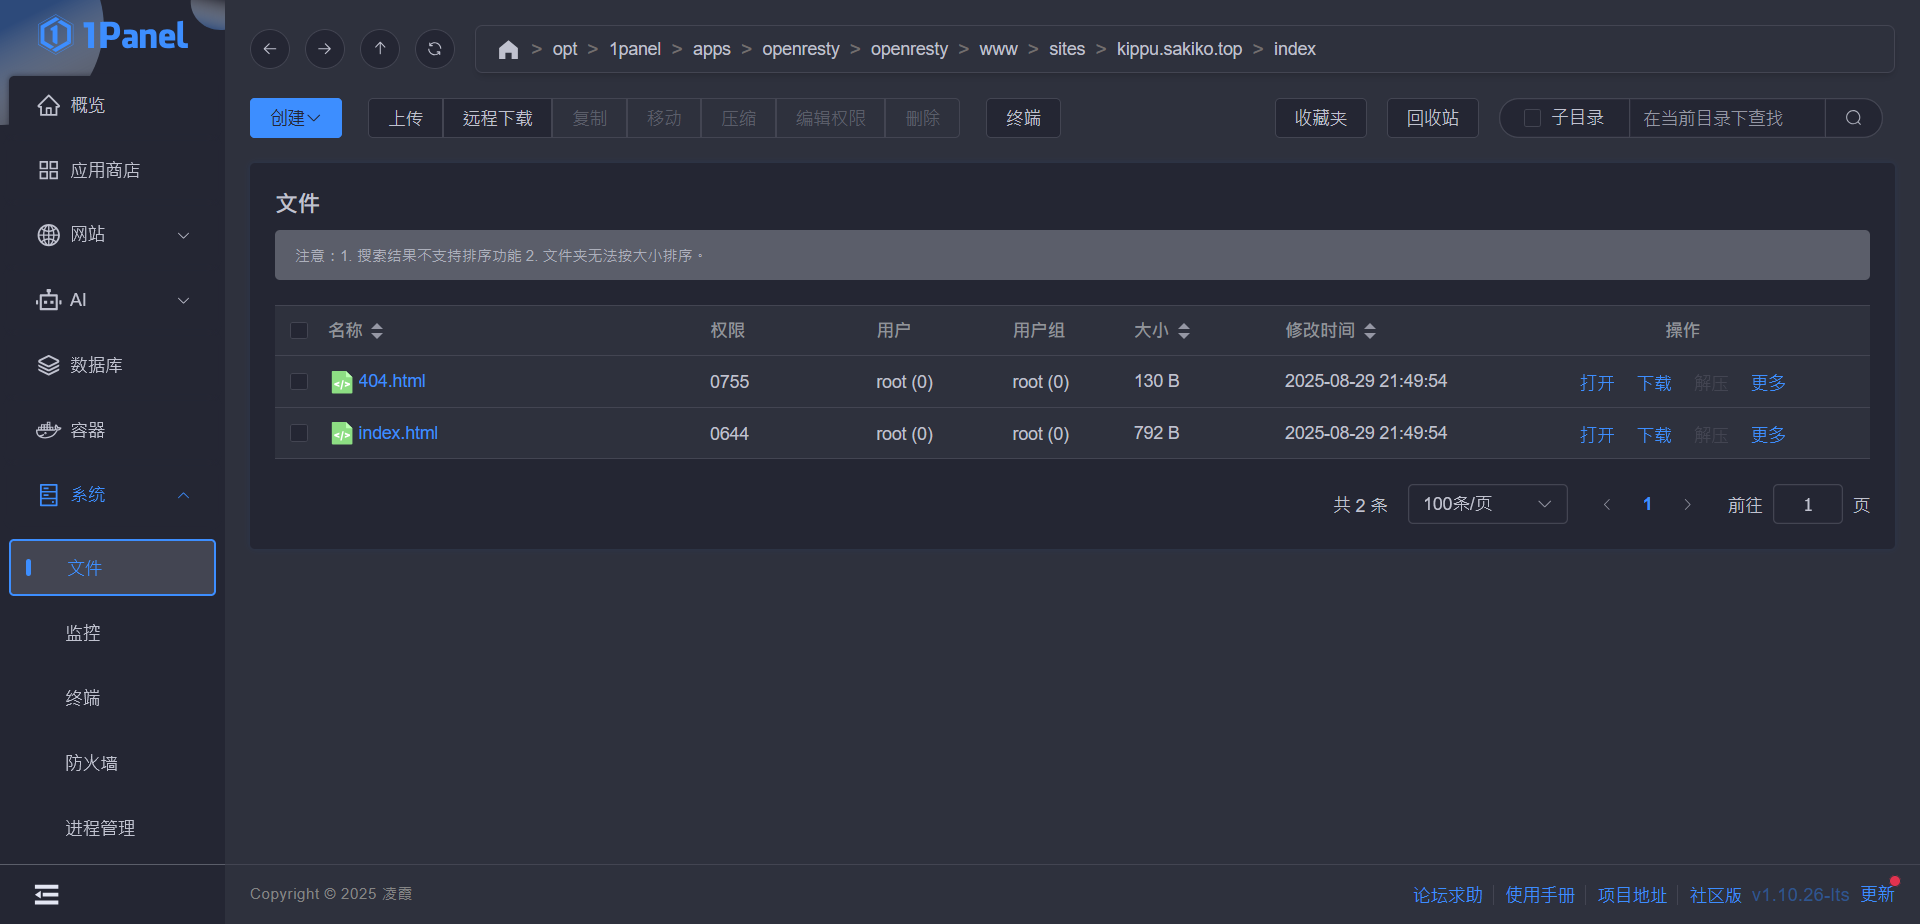 1Panel
概览
应用商店
网站
AI
数据库
容器
系统
文件
监控
终端
防火墙
进程管理
> opt > 1panel > apps > openresty > openresty > www > sites > kippu.sakiko.top > index
创建 上传 远程下载 复制 移动 压缩 编辑权限 删除 终端 收藏夹 回收站 子目录 在当前目录下查找
文件
注意：1. 搜索结果不支持排序功能 2. 文件夹无法按大小排序。
名称 权限 用户 用户组 大小 修改时间 操作
404.html 0755 root (0) root (0) 130 B 2025-08-29 21:49:54 打开 下载 解压 更多
index.html 0644 root (0) root (0) 792 B 2025-08-29 21:49:54 打开 下载 解压 更多
共 2 条 100条/页 1 前往 1 页
Copyright © 2025 凌霞 论坛求助 使用手册 项目地址 社区版 v1.10.26-lts 更新